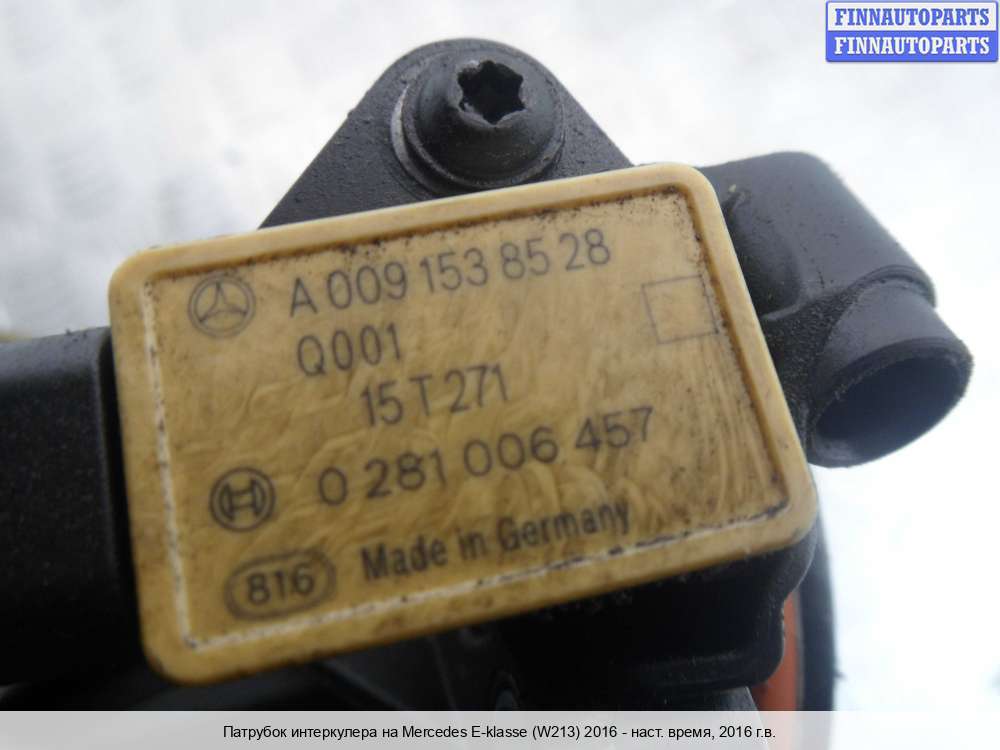 FINNAUTOPARTS
FINNAUTOPARTS
A 009 153 85 28
Q001
15 T 271
0 281 006 457
816
Made in Germany
Патрубок интеркулера на Mercedes E-klasse (W213) 2016 - наст. время, 2016 г.в.